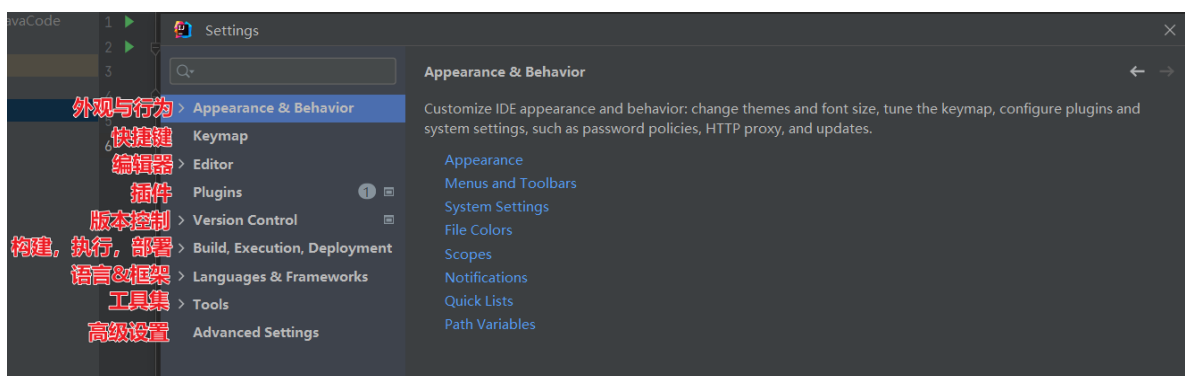 avaCode
1
2
3
6
Settings
Appearance & Behavior
Customize IDE appearance and behavior: change themes and font size, tune the keymap, configure plugins and
system settings, such as password policies, HTTP proxy, and updates.
外观与行为 Appearance & Behavior
快捷键 Keymap
编辑器 Editor
插件 Plugins 1
版本控制 Version Control
构建，执行，部署 Build, Execution, Deployment
语言&框架 Languages & Frameworks
工具集 Tools
高级设置 Advanced Settings
Appearance
Menus and Toolbars
System Settings
File Colors
Scopes
Notifications
Quick Lists
Path Variables